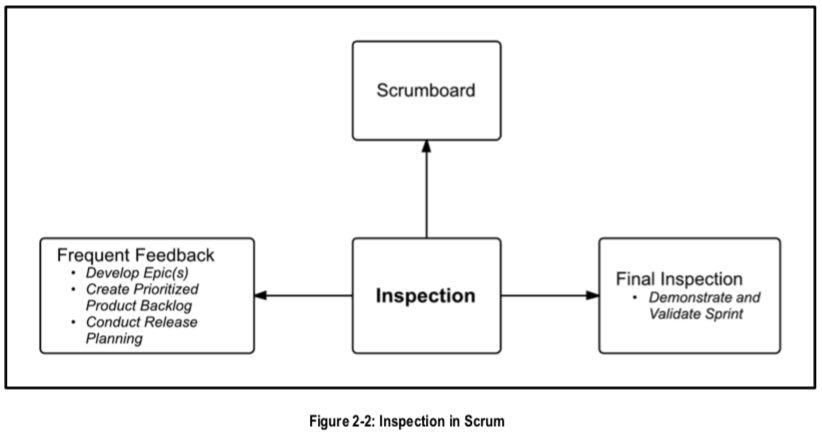 Scrumboard
Frequent Feedback
• Develop Epic(s)
• Create Prioritized
Product Backlog
• Conduct Release
Planning
Inspection
Final Inspection
• Demonstrate and
Validate Sprint
Figure 2-2: Inspection in Scrum